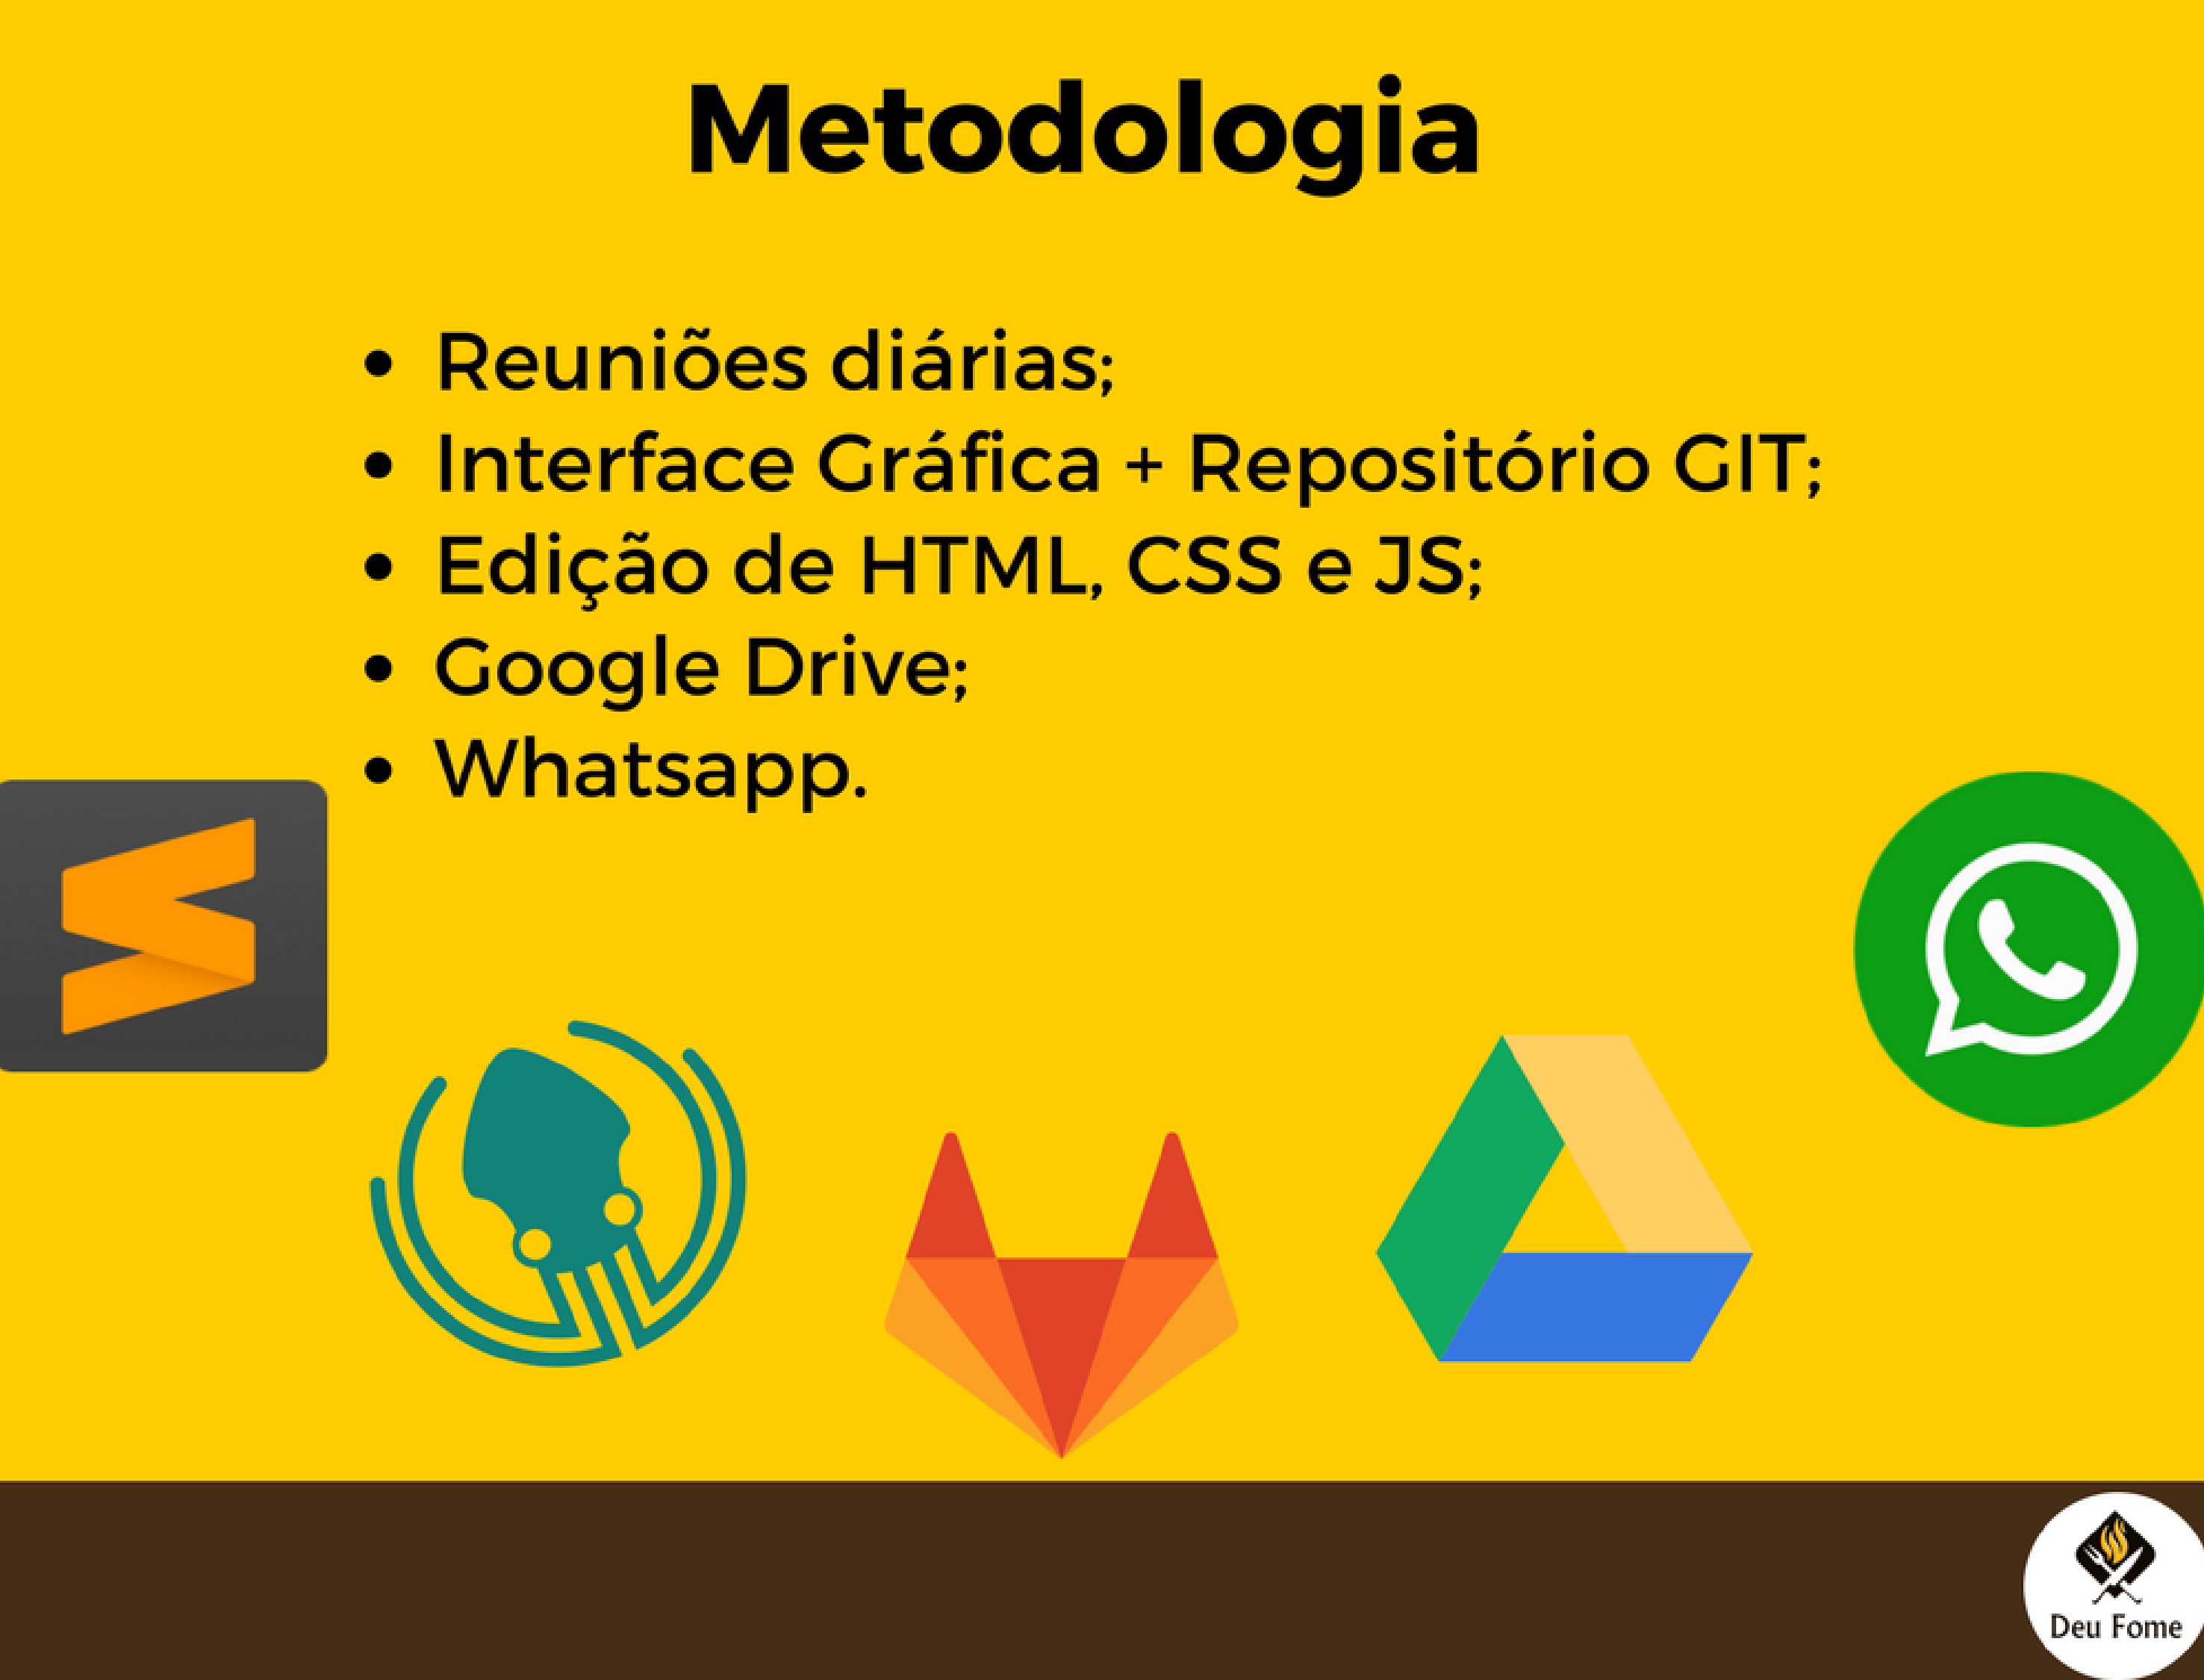 Metodologia
• Reuniões diárias;
• Interface Gráfica + Repositório GIT;
• Edição de HTML, CSS e JS;
• Google Drive;
• Whatsapp.
Deu Fome